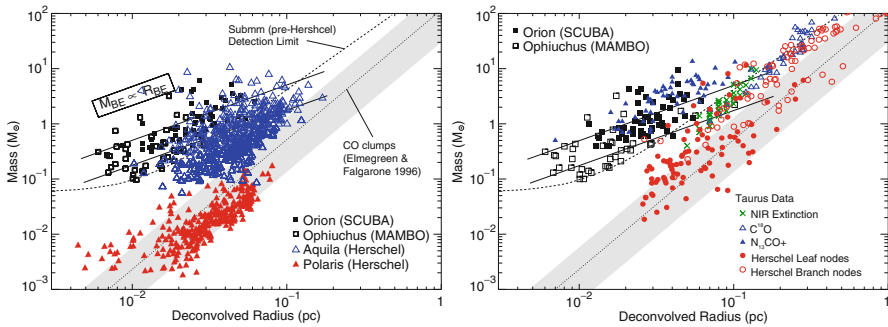 10²
10¹
10⁰
10⁻¹
10⁻²
10⁻³
Mass (M⊙)
10⁻²
10⁻¹
1
Deconvolved Radius (pc)
Submm (pre-Hershcel)
Detection Limit
M_BE ∝ R_BE
CO clumps
(Elmegreen &
Falgarone 1996)
Orion (SCUBA)
Ophiuchus (MAMBO)
Aquila (Herschel)
Polaris (Herschel)
10²
10¹
10⁰
10⁻¹
10⁻²
10⁻³
Mass (M⊙)
10⁻²
10⁻¹
1
Deconvolved Radius (pc)
Orion (SCUBA)
Ophiuchus (MAMBO)
Taurus Data
NIR Extinction
C¹⁸O
N₁₃CO+
Herschel Leaf nodes
Herschel Branch nodes